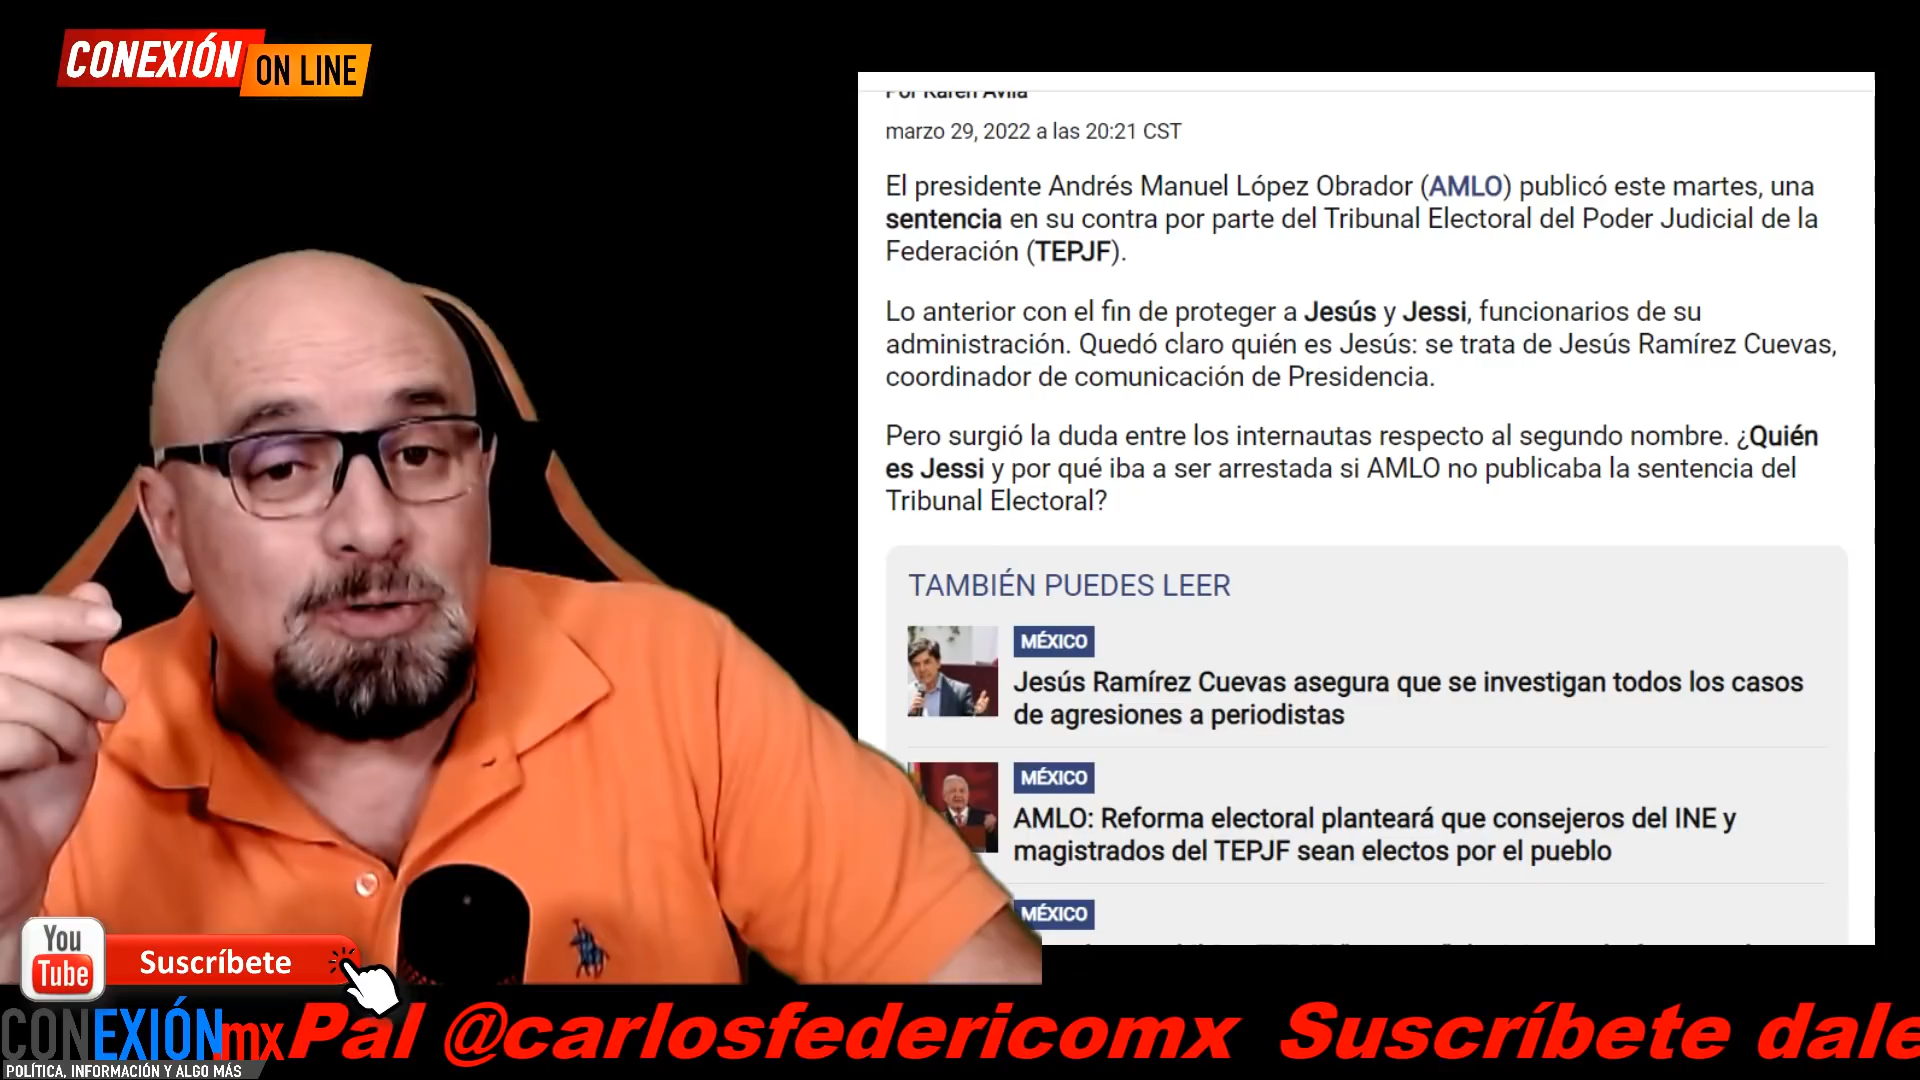 CONEXIÓN
ON LINE
Por Karen Avila
marzo 29, 2022 a las 20:21 CST
El presidente Andrés Manuel López Obrador (AMLO) publicó este martes, una
sentencia en su contra por parte del Tribunal Electoral del Poder Judicial de la
Federación (TEPJF).
Lo anterior con el fin de proteger a Jesús y Jessi, funcionarios de su
administración. Quedó claro quién es Jesús: se trata de Jesús Ramírez Cuevas,
coordinador de comunicación de Presidencia.
Pero surgió la duda entre los internautas respecto al segundo nombre. ¿Quién
es Jessi y por qué iba a ser arrestada si AMLO no publicaba la sentencia del
Tribunal Electoral?
TAMBIÉN PUEDES LEER
MÉXICO
Jesús Ramírez Cuevas asegura que se investigan todos los casos
de agresiones a periodistas
MÉXICO
AMLO: Reforma electoral planteará que consejeros del INE y
magistrados del TEPJF sean electos por el pueblo
MÉXICO
You
Tube
Suscríbete
CONEXIÓNmx
POLÍTICA, INFORMACIÓN Y ALGO MÁS
Pal @carlosfedericomx Suscríbete dale